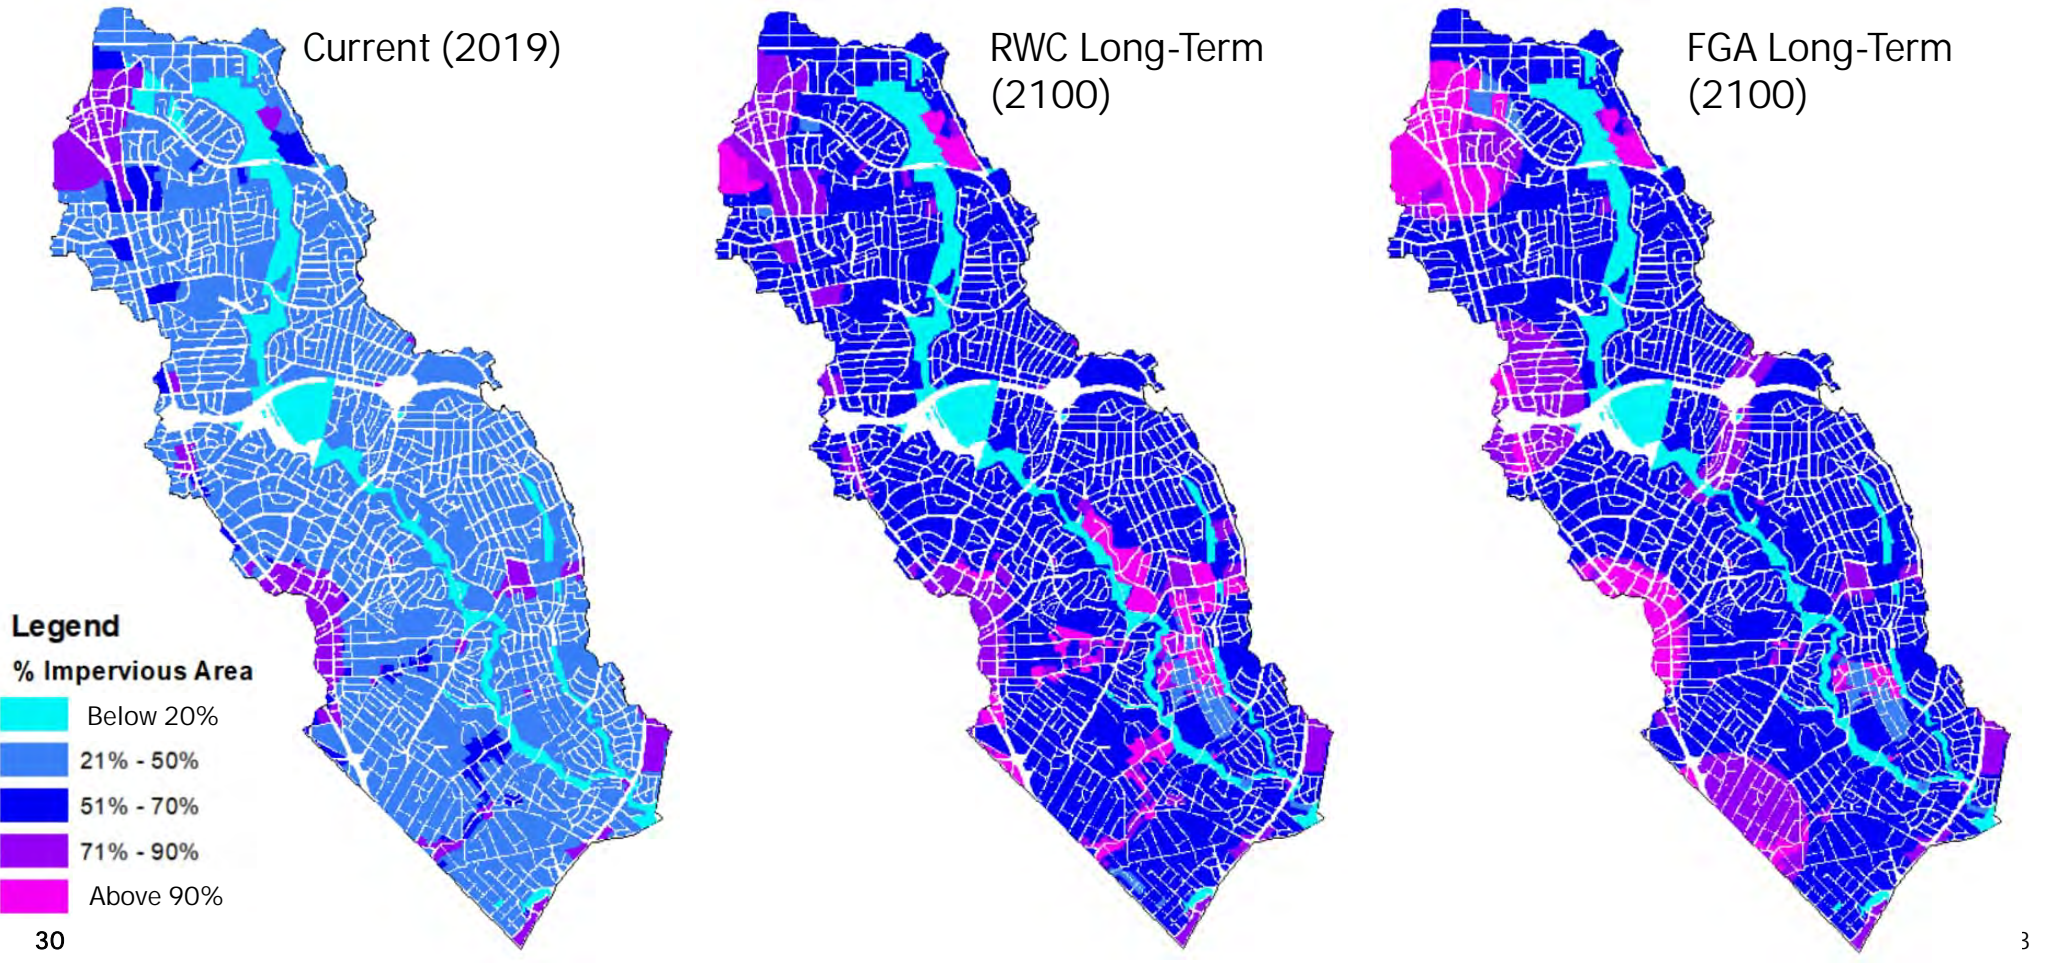 Current (2019)
RWC Long-Term
(2100)
FGA Long-Term
(2100)
Legend
% Impervious Area
Below 20%
21% - 50%
51% - 70%
71% - 90%
Above 90%
30